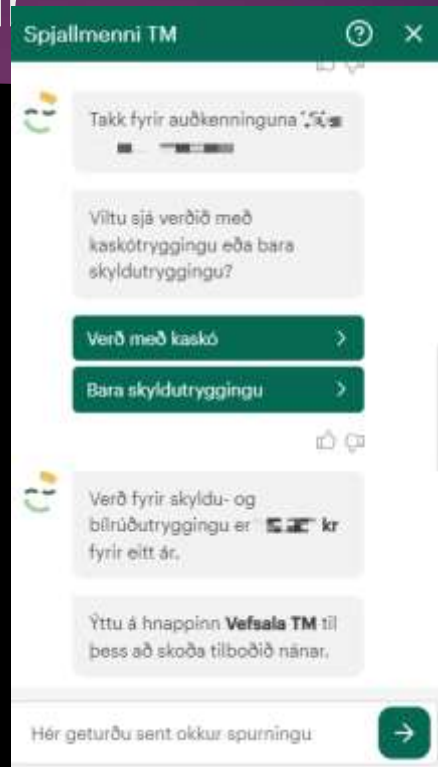 Spjallmenni TM
Takk fyrir auðkenninguna
Viltu sjá verðið með
kaskótryggingu eða bara
skyldutryggingu?
Verð með kaskó
Bara skyldutryggingu
Verð fyrir skyldu- og
bílrúðutryggingu er kr
fyrir eitt ár.
Ýttu á hnappinn Vefsala TM til
þess að skoða tilboðið nánar.
Hér geturðu sent okkur spurningu